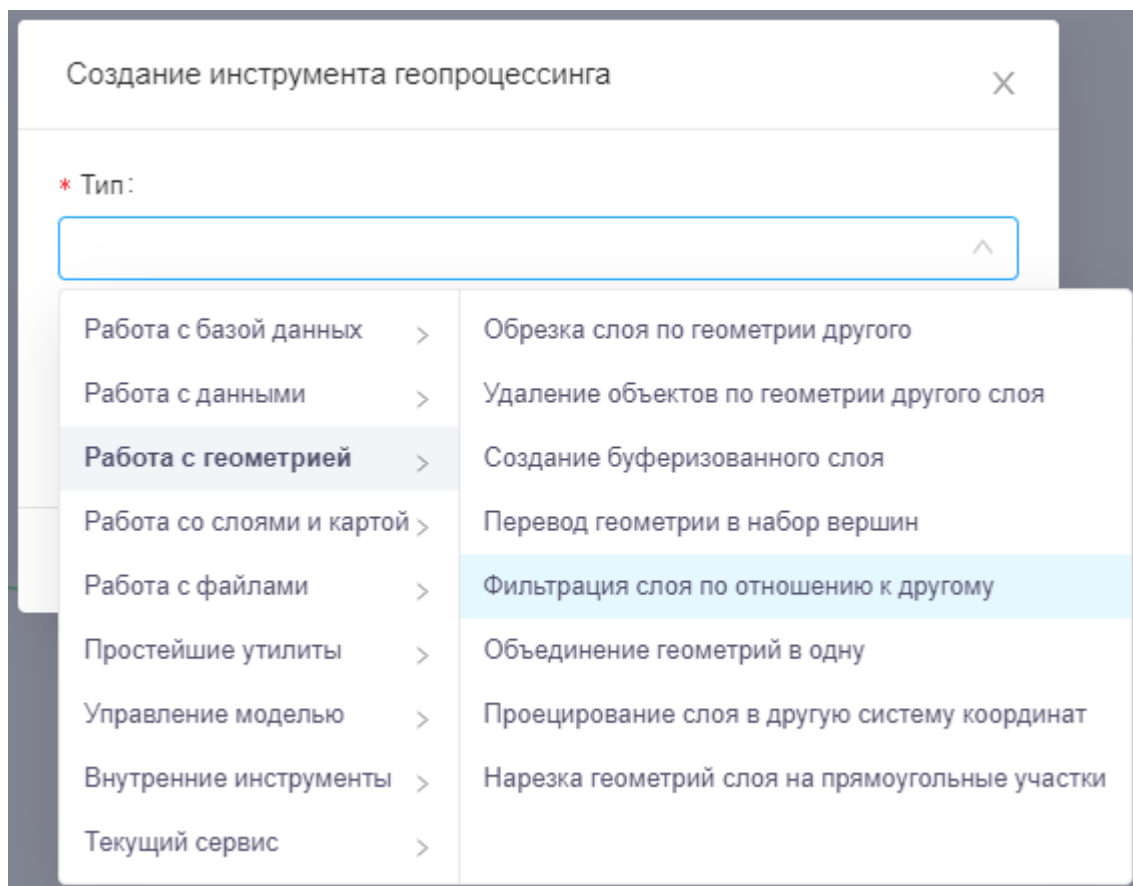 Создание инструмента геопроцессинга
* Тип:
Работа с базой данных
Работа с данными
Работа с геометрией
Работа со слоями и картой
Работа с файлами
Простейшие утилиты
Управление моделью
Внутренние инструменты
Текущий сервис
Обрезка слоя по геометрии другого
Удаление объектов по геометрии другого слоя
Создание буферизованного слоя
Перевод геометрии в набор вершин
Фильтрация слоя по отношению к другому
Объединение геометрий в одну
Проецирование слоя в другую систему координат
Нарезка геометрий слоя на прямоугольные участки